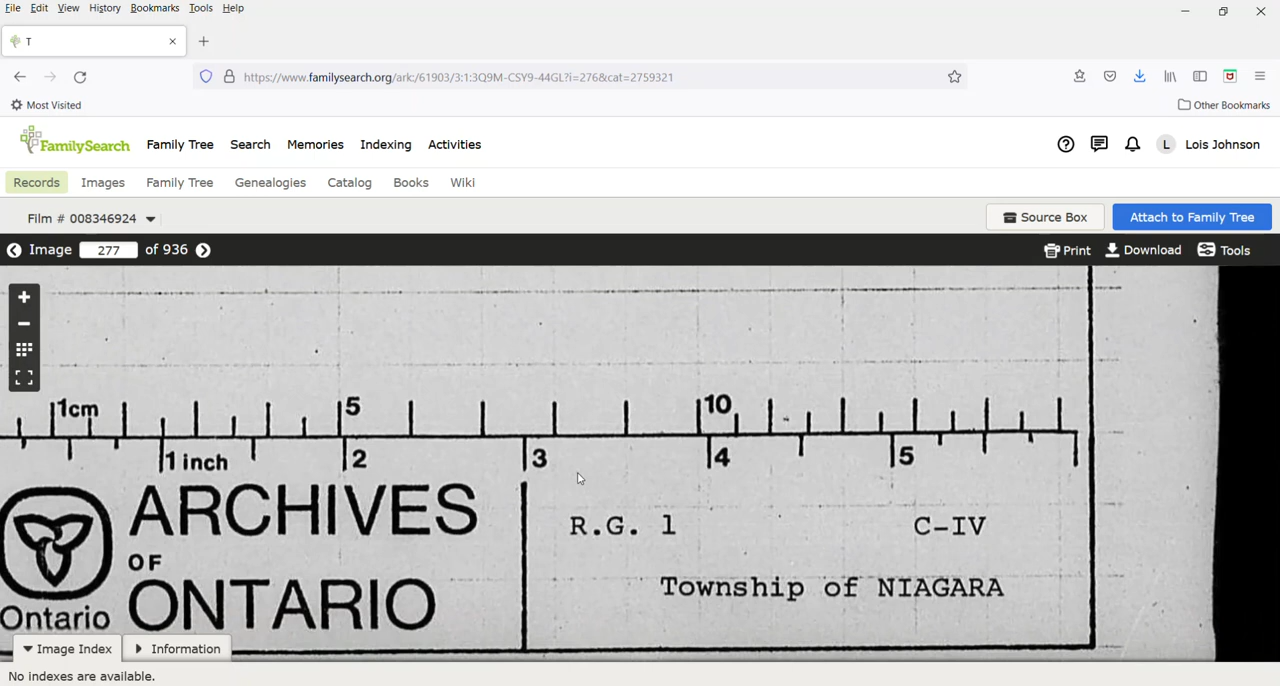 File Edit View History Bookmarks Tools Help
T
https://www.familysearch.org/ark:/61903/3:1:3Q9M-CSY9-44GL?i=276&cat=2759321
Most Visited Other Bookmarks
FamilySearch Family Tree Search Memories Indexing Activities L Lois Johnson
Records Images Family Tree Genealogies Catalog Books Wiki
Film # 008346924 Source Box Attach to Family Tree
Image 277 of 936 Print Download Tools
1cm 5 10
1 inch 2 3 4 5
ARCHIVES
OF
ONTARIO
Ontario
R.G. 1 C-IV
Township of NIAGARA
Image Index Information
No indexes are available.